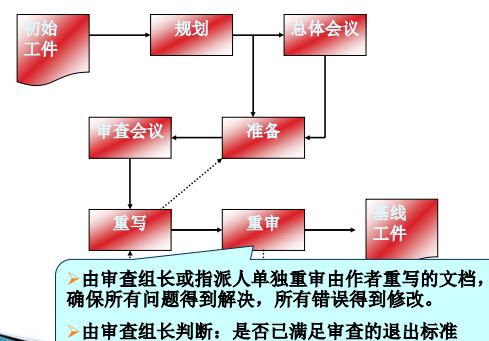 初始
工件
规划
总体会议
审查会议
准备
重写
重审
基线
工件
➢由审查组长或指派人单独重审由作者重写的文档，
确保所有问题得到解决，所有错误得到修改。
➢由审查组长判断：是否已满足审查的退出标准